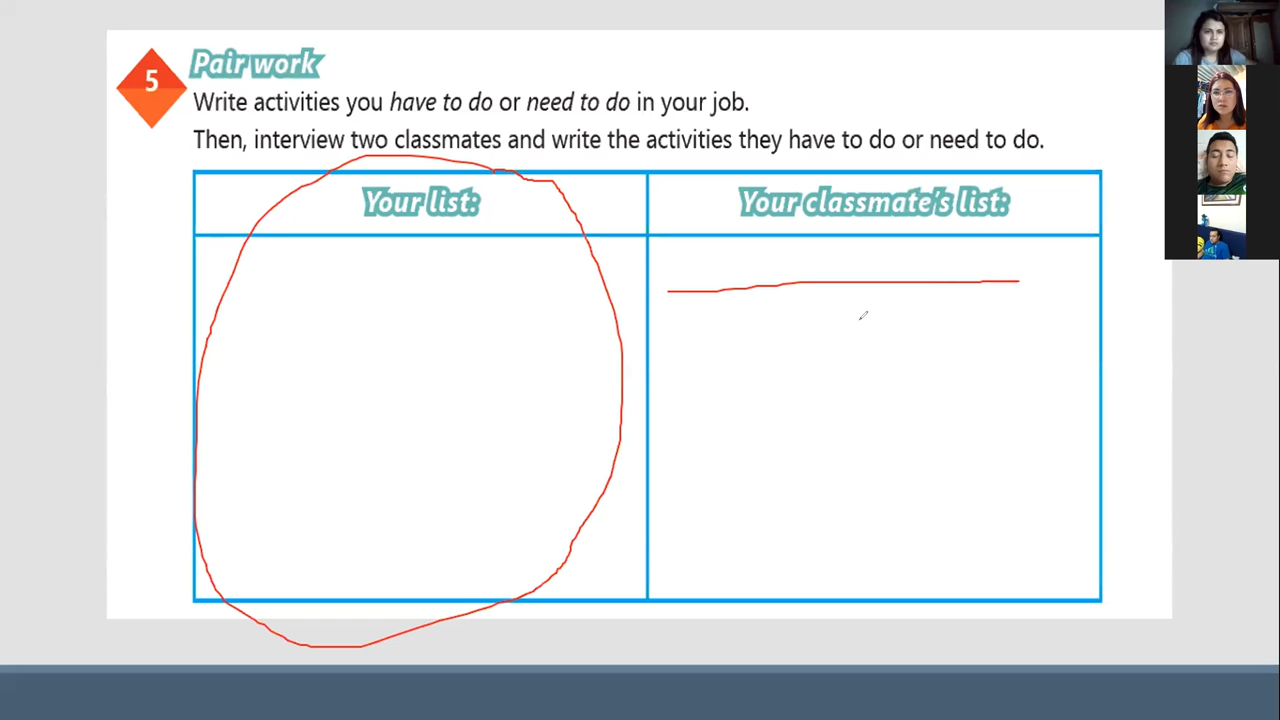 5
Pair work
Write activities you have to do or need to do in your job.
Then, interview two classmates and write the activities they have to do or need to do.
Your list:
Your classmate's list: